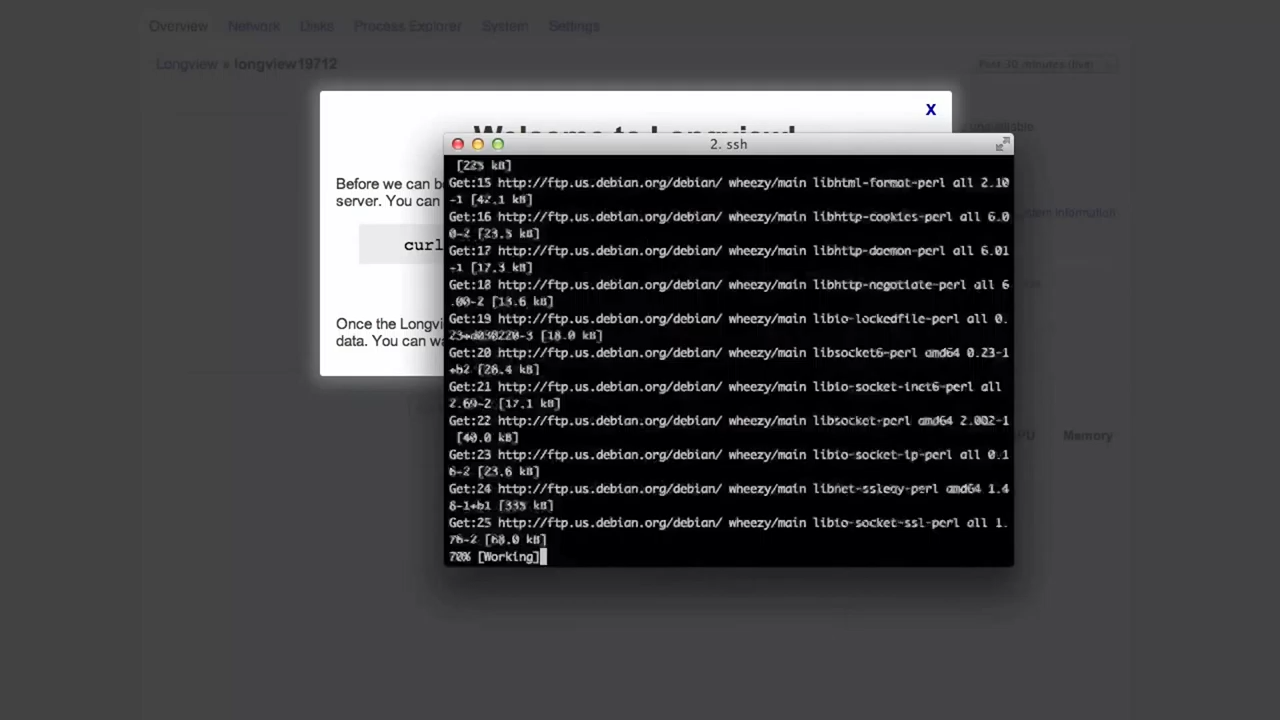 Overview Network Disks Process Explorer System Settings
Longview » longview19712
Past 30 minutes (live)
X
Welcome to Longview!
2. ssh
Before we can b
server. You can
curl
Once the Longvi
data. You can wa
unavailable
system information
CPU Memory
[225 kB]
Get:15 http://ftp.us.debian.org/debian/ wheezy/main libhtml-format-perl all 2.10
-1 [42.1 kB]
Get:16 http://ftp.us.debian.org/debian/ wheezy/main libhttp-cookies-perl all 6.0
0-2 [23.5 kB]
Get:17 http://ftp.us.debian.org/debian/ wheezy/main libhttp-daemon-perl all 6.01
-1 [17.3 kB]
Get:18 http://ftp.us.debian.org/debian/ wheezy/main libhttp-negotiate-perl all 6
.00-2 [13.6 kB]
Get:19 http://ftp.us.debian.org/debian/ wheezy/main libio-lockedfile-perl all 0.
[18.0 kB]
Get:20 http://ftp.us.debian.org/debian/ wheezy/main libsocket6-perl amd64 0.23-1
+b2 [28.4 kB]
Get:21 http://ftp.us.debian.org/debian/ wheezy/main libio-socket-inet6-perl all
2.69-2 [17.1 kB]
Get:22 http://ftp.us.debian.org/debian/ wheezy/main libsocket-perl amd64 2.002-1
[40.0 kB]
Get:23 http://ftp.us.debian.org/debian/ wheezy/main libio-socket-ip-perl all 0.1
6-2 [23.6 kB]
Get:24 http://ftp.us.debian.org/debian/ wheezy/main libnet-ssleay-perl amd64 1.4
8-1+b1 [335 kB]
Get:25 http://ftp.us.debian.org/debian/ wheezy/main libio-socket-ssl-perl all 1.
76-2 [68.0 kB]
70% [Working]